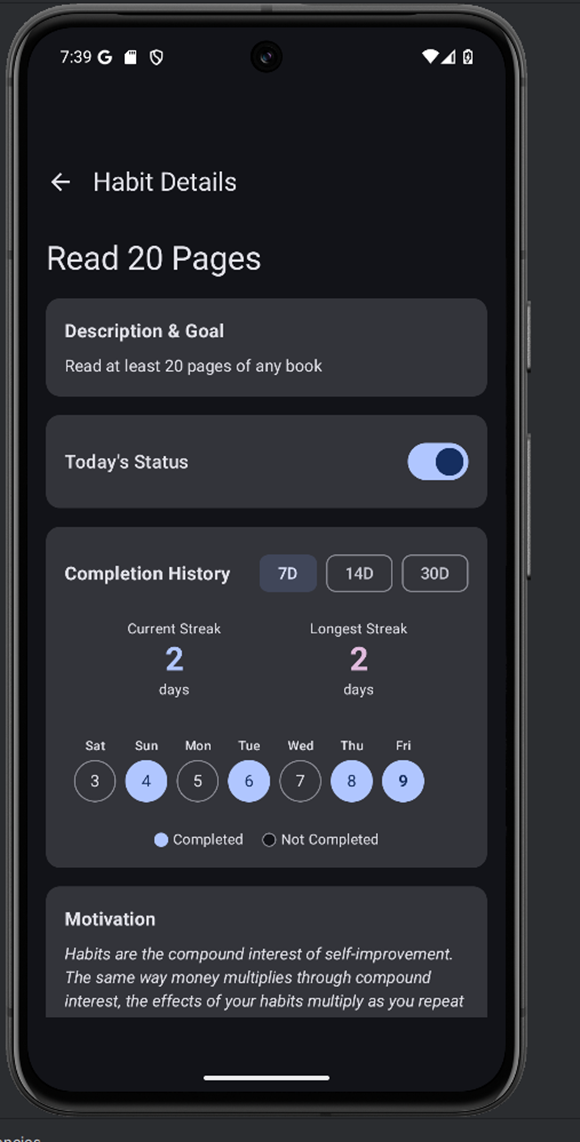 7:39 G
Habit Details
Read 20 Pages
Description & Goal
Read at least 20 pages of any book
Today's Status
Completion History 7D 14D 30D
Current Streak Longest Streak
2 2
days days
Sat Sun Mon Tue Wed Thu Fri
3 4 5 6 7 8 9
Completed Not Completed
Motivation
Habits are the compound interest of self-improvement.
The same way money multiplies through compound
interest, the effects of your habits multiply as you repeat